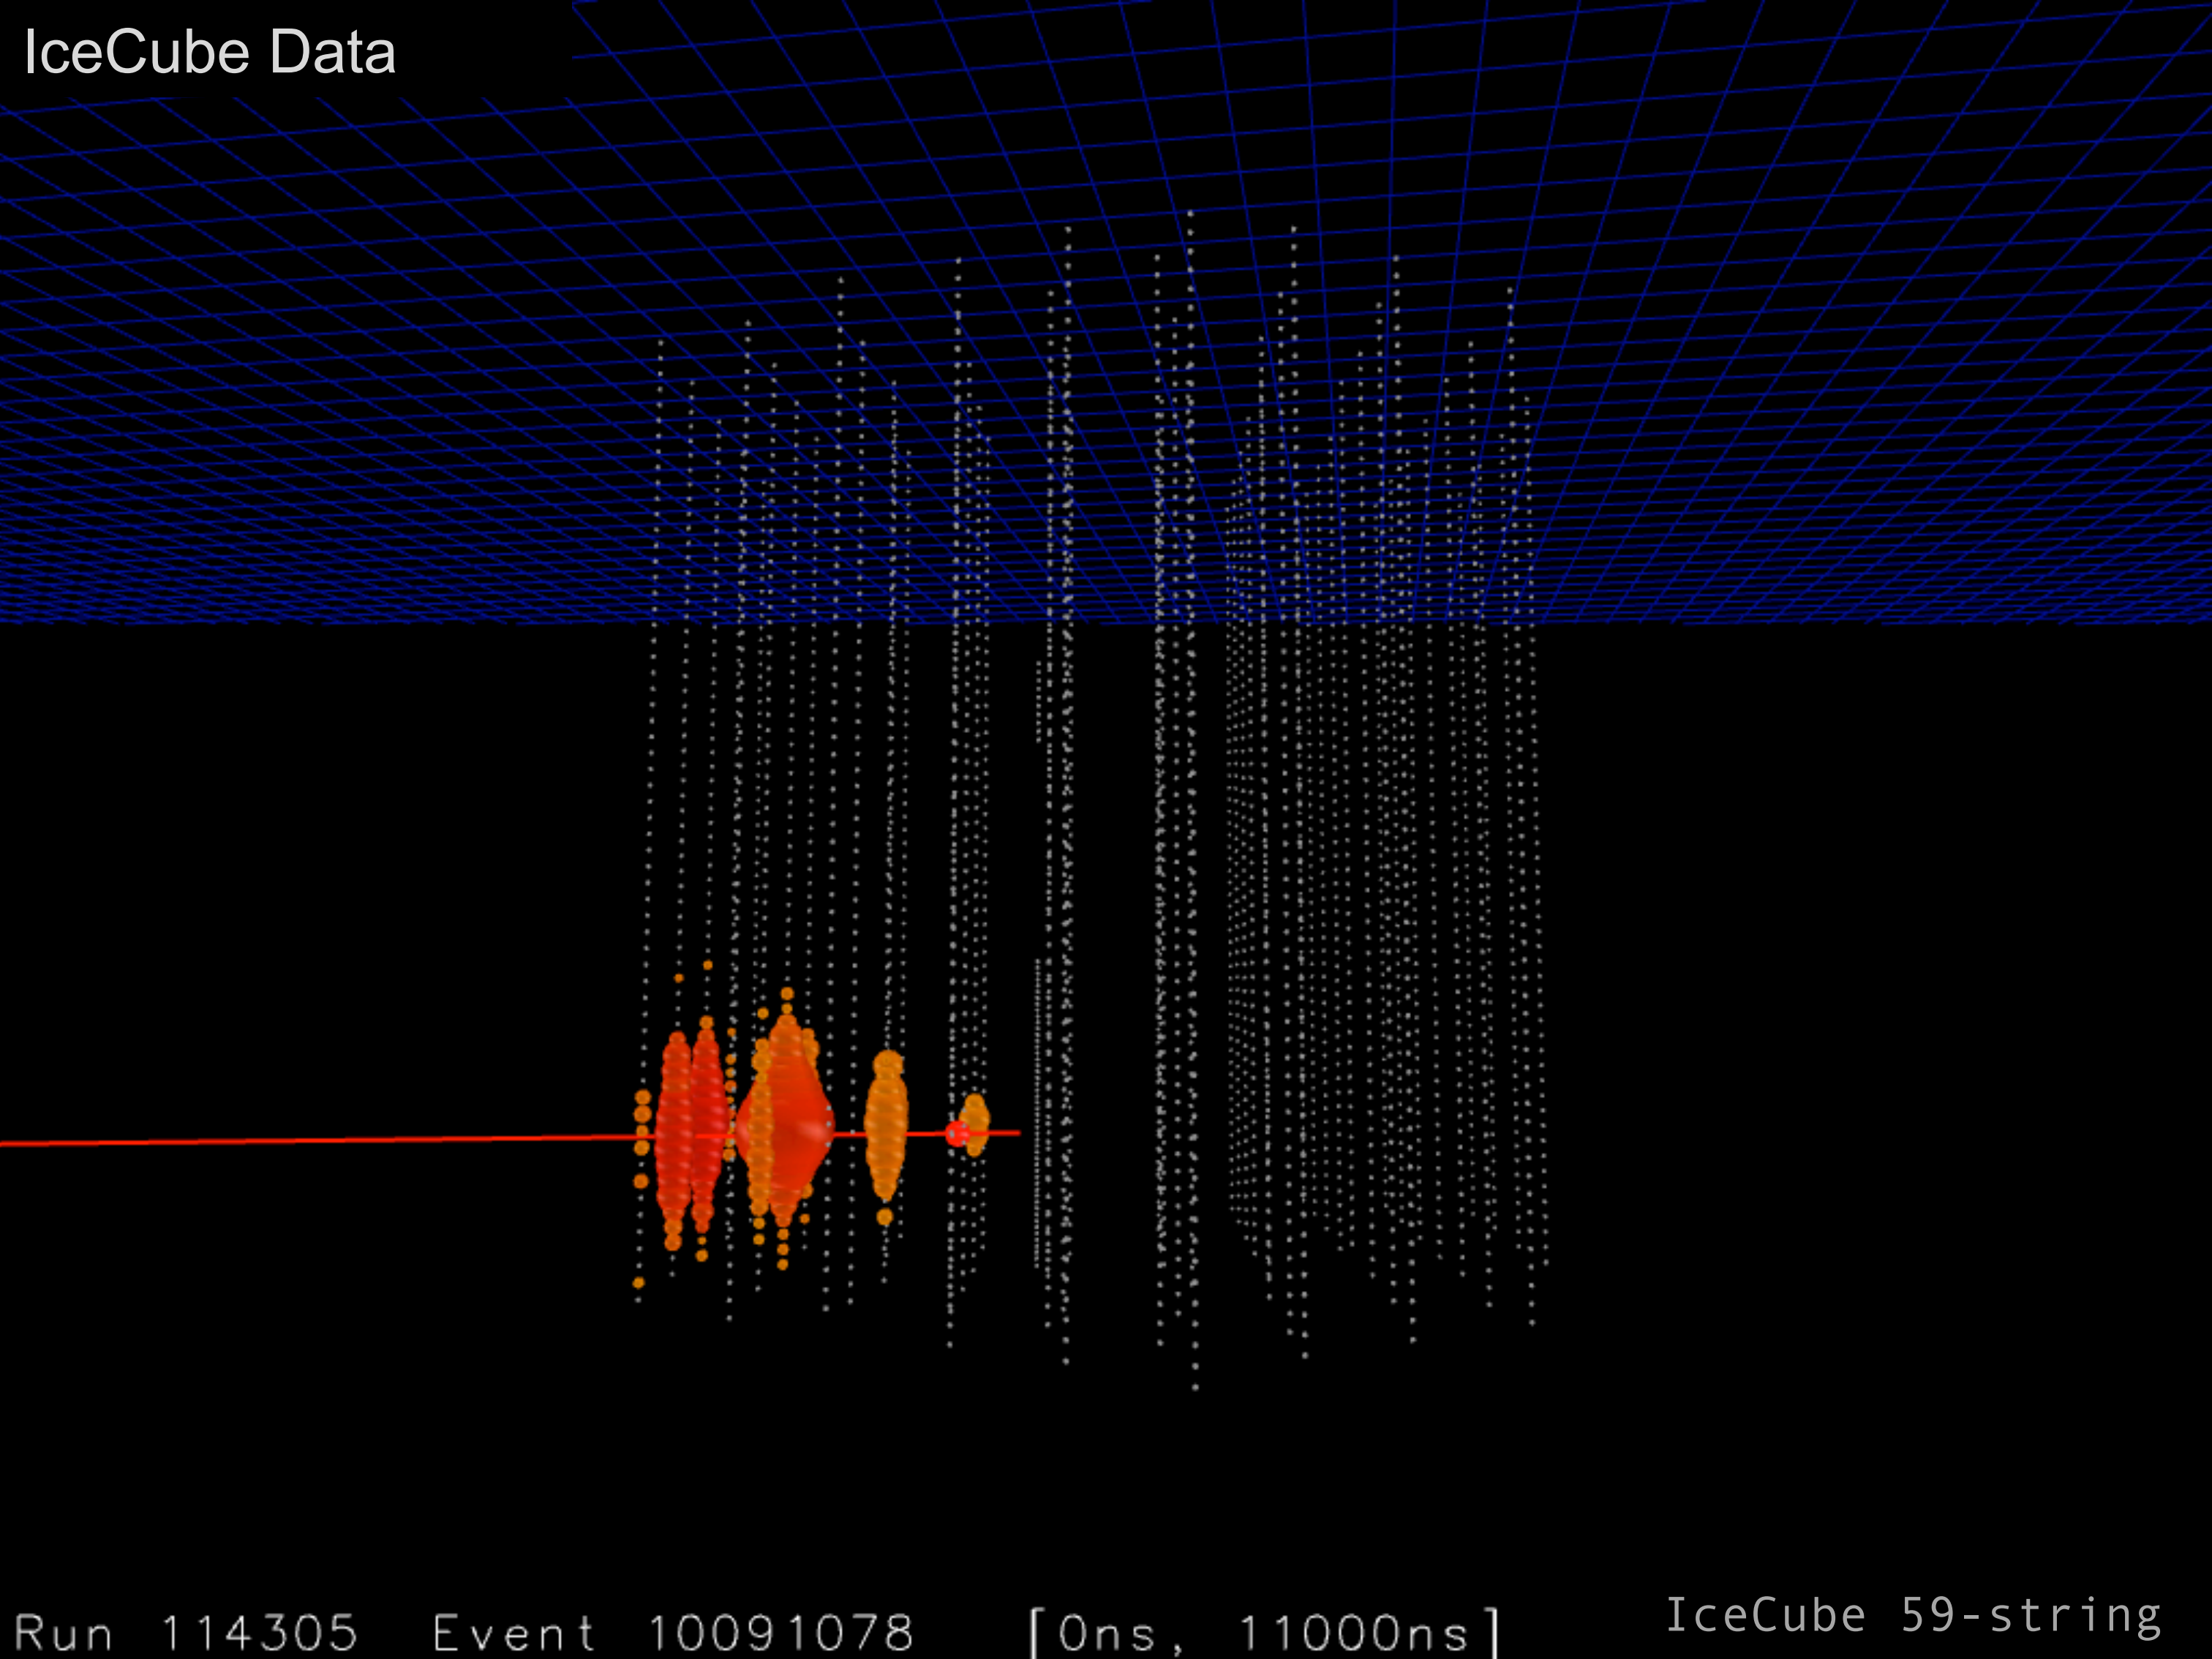 IceCube Data
Run 114305 Event 10091078 [0ns, 11000ns]
IceCube 59-string